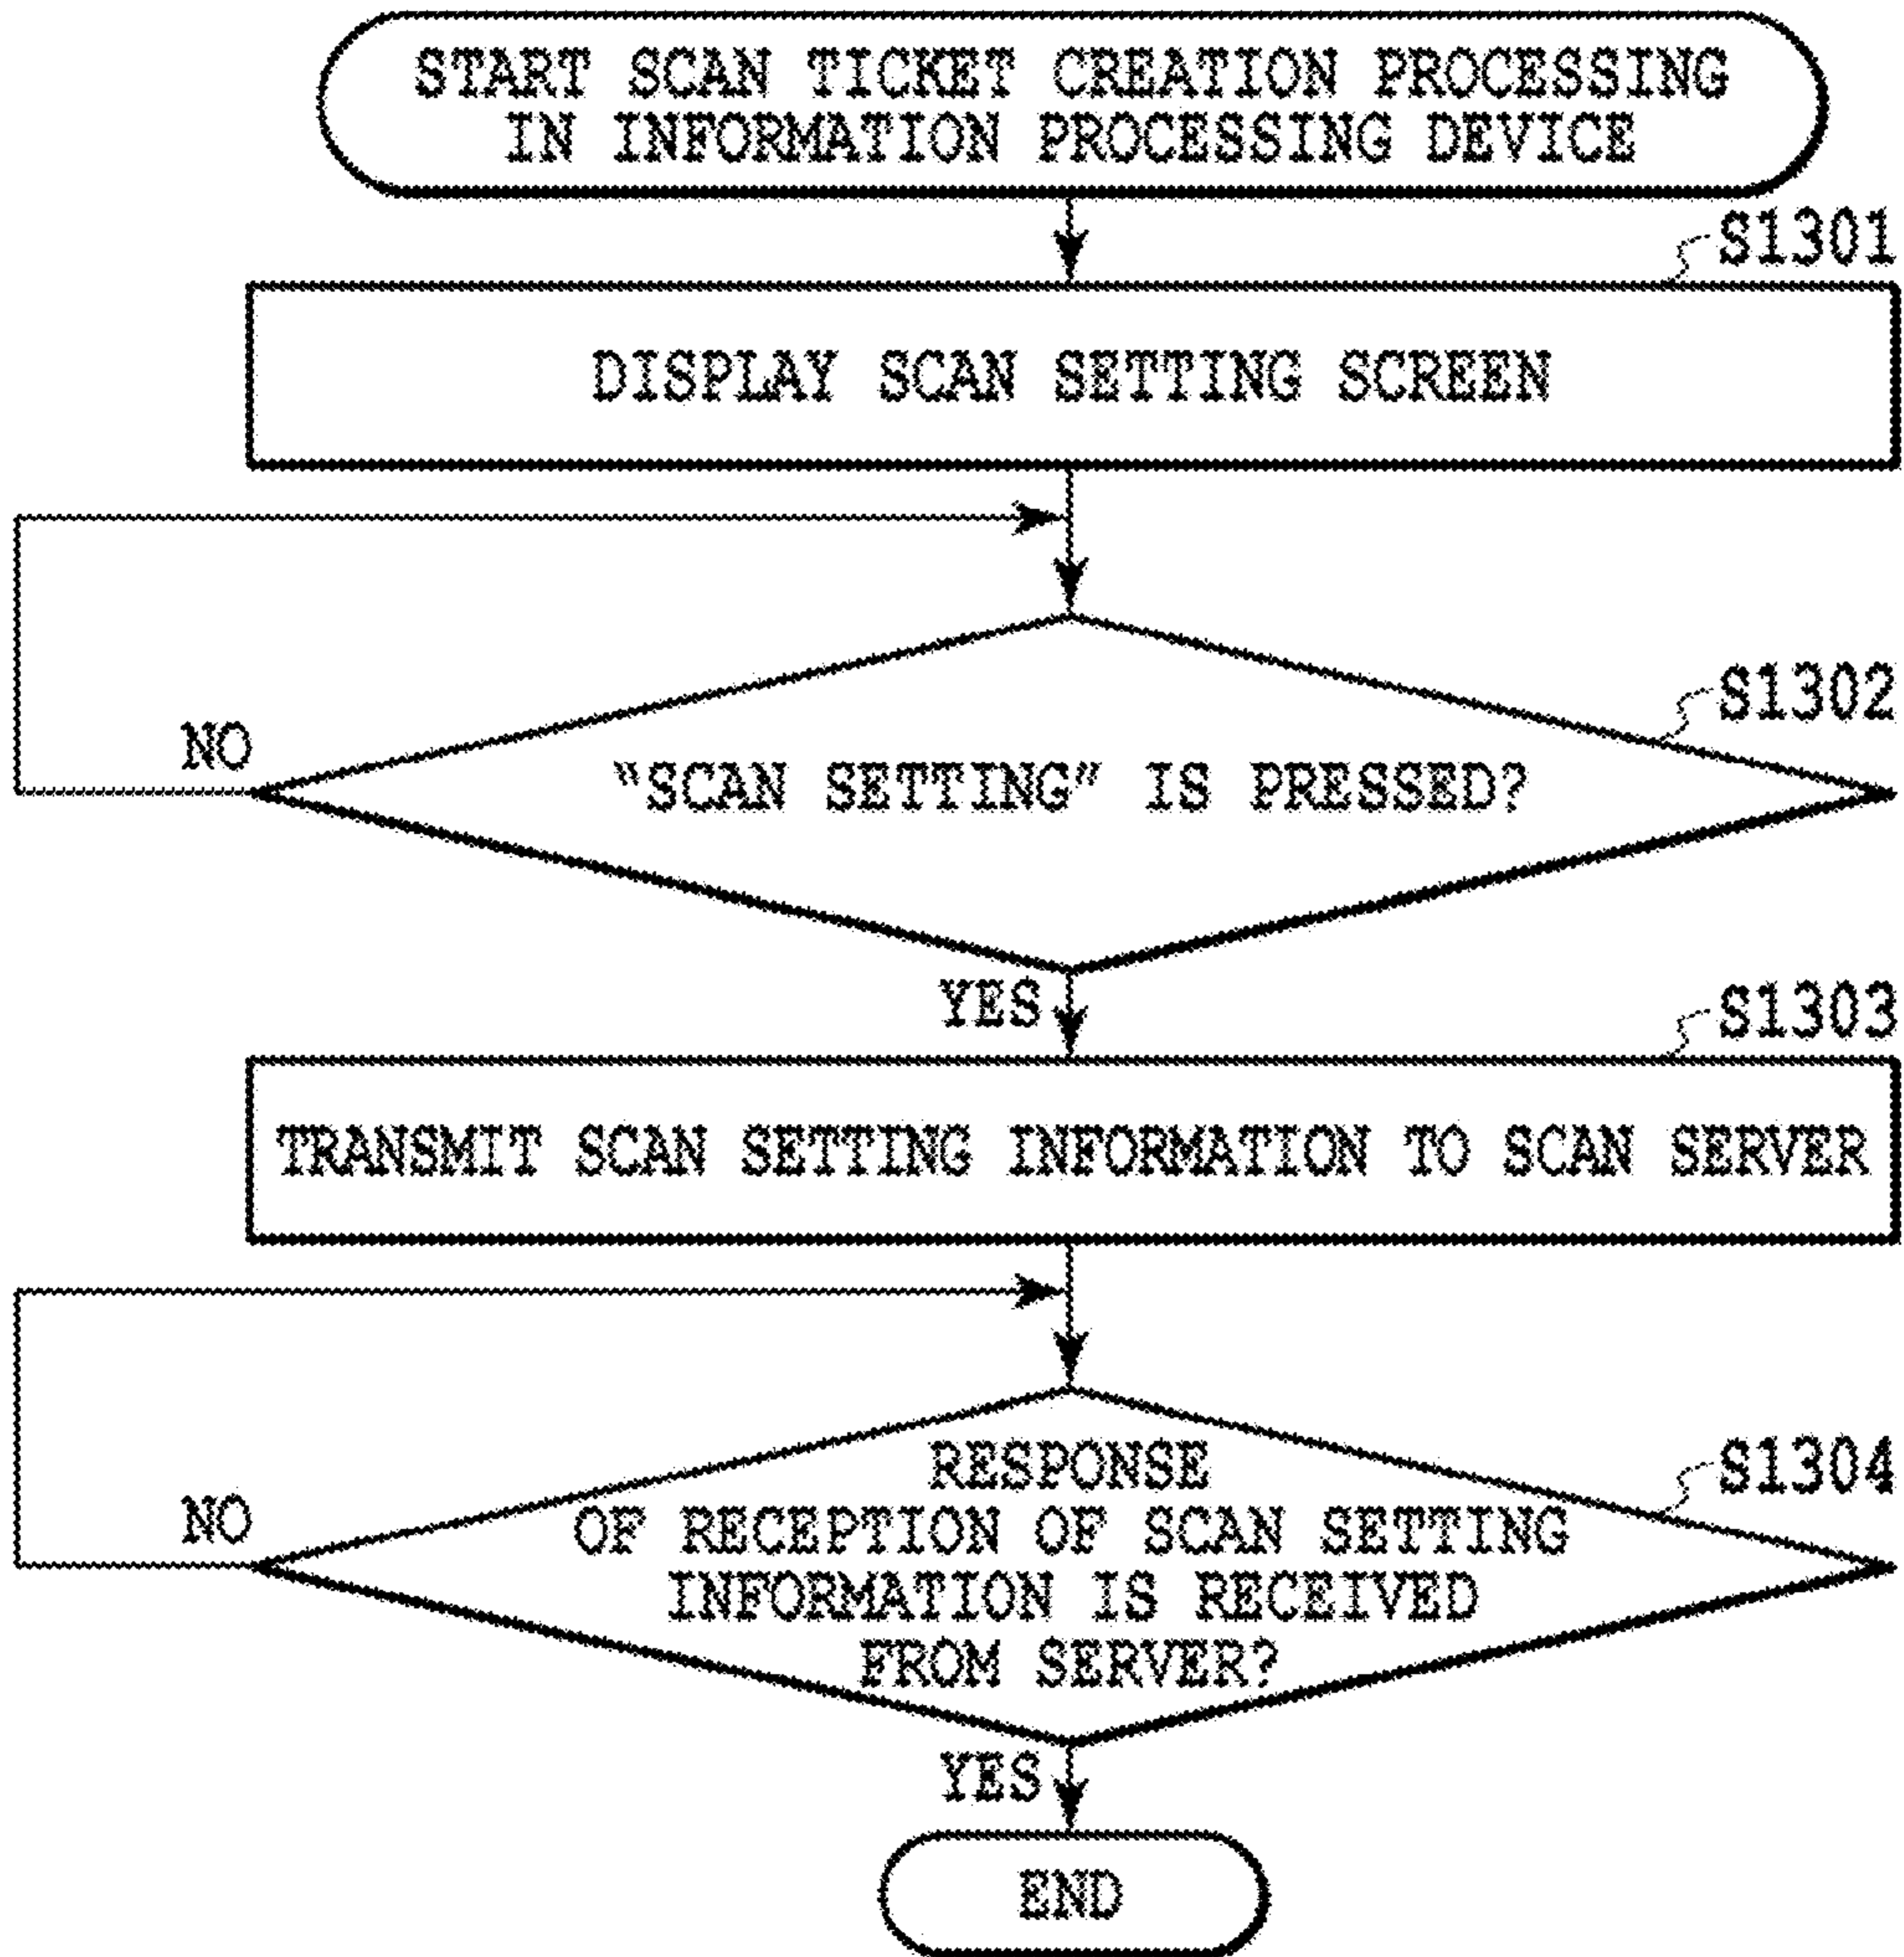 START SCAN TICKET CREATION PROCESSING
IN INFORMATION PROCESSING DEVICE
S1301
DISPLAY SCAN SETTING SCREEN
S1302
NO
“SCAN SETTING” IS PRESSED?
YES
S1303
TRANSMIT SCAN SETTING INFORMATION TO SCAN SERVER
S1304
RESPONSE
NO
OF RECEPTION OF SCAN SETTING
INFORMATION IS RECEIVED
FROM SERVER?
YES
END